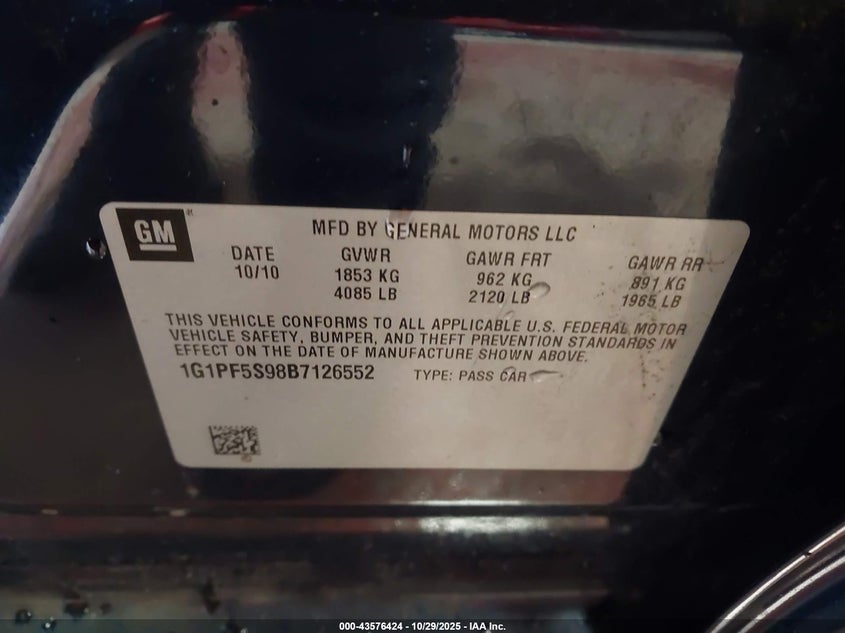 GM
MFD BY GENERAL MOTORS LLC
DATE GVWR GAWR FRT GAWR RR
10/10 1853 KG 962 KG 891 KG
4085 LB 2120 LB 1965 LB
THIS VEHICLE CONFORMS TO ALL APPLICABLE U.S. FEDERAL MOTOR
VEHICLE SAFETY, BUMPER, AND THEFT PREVENTION STANDARDS IN
EFFECT ON THE DATE OF MANUFACTURE SHOWN ABOVE.
1G1PF5S98B7126552 TYPE: PASS CAR
000-43576424 - 10/29/2025 - IAA Inc.